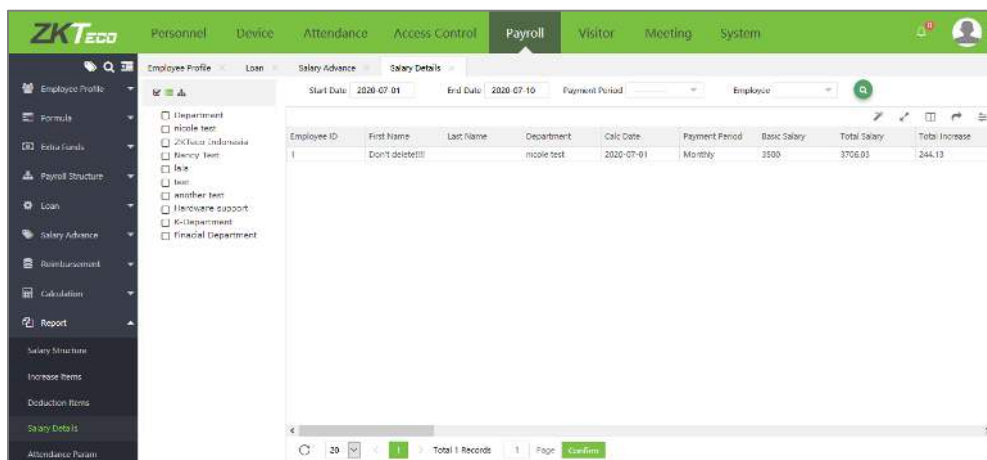 ZKTeco Personnel Device Attendance Access Control Payroll Visitor Meeting System
Employee Profile Loan Salary Advance Salary Details
Start Date 2020-07-01 End Date 2020-07-10 Payment Period Employee
Employee Profile
Formula
Extra Funds
Payroll Structure
Loan
Salary Advance
Reimbursement
Calculation
Report
Salary Structure
Increase Items
Deduction Items
Salary Details
Attendance Param
Department
nicole test
ZKTeco Indonesia
Nancy Test
lala
test
another test
Hardware support
K-Department
Finacial Department
Employee ID First Name Last Name Department Calc Date Payment Period Basic Salary Total Salary Total Increase
1 Don't delete!!!! nicole test 2020-07-01 Monthly 3500 3706.03 244.13
20 1 Total 1 Records 1 Page Confirm